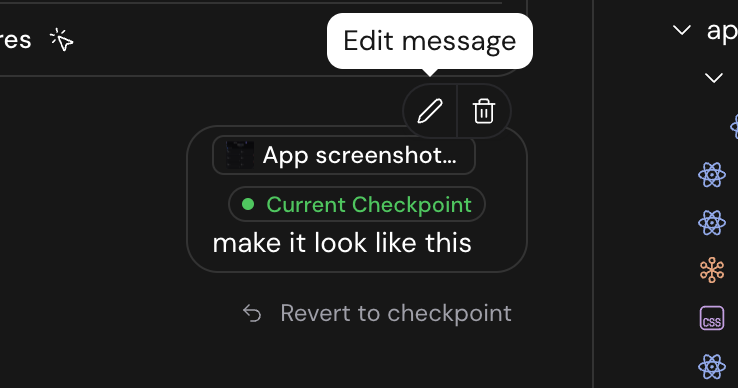 res
Edit message
ap
App screenshot...
Current Checkpoint
make it look like this
Revert to checkpoint
CSS